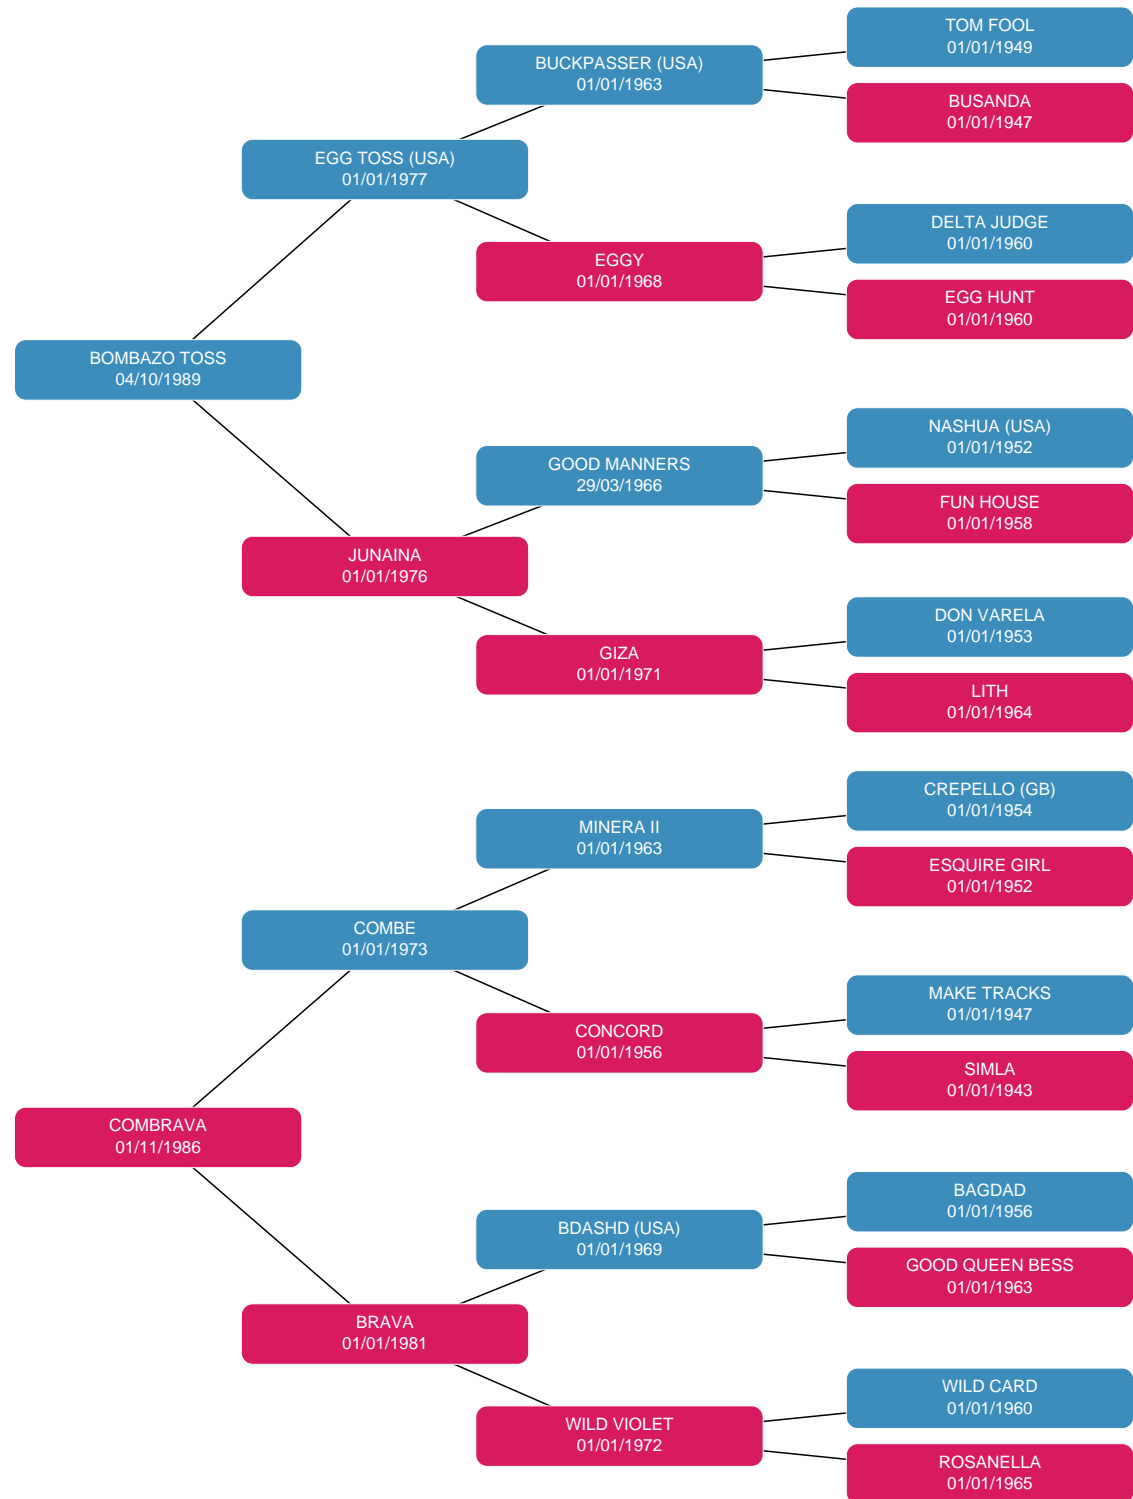 TOM FOOL
01/01/1949
BUCKPASSER (USA)
01/01/1963
BUSANDA
01/01/1947
EGG TOSS (USA)
01/01/1977
DELTA JUDGE
01/01/1960
EGGY
01/01/1968
EGG HUNT
01/01/1960
BOMBAZO TOSS
04/10/1989
NASHUA (USA)
01/01/1952
GOOD MANNERS
29/03/1966
FUN HOUSE
01/01/1958
JUNAINA
01/01/1976
DON VARELA
01/01/1953
GIZA
01/01/1971
LITH
01/01/1964
CREPELLO (GB)
01/01/1954
MINERA II
01/01/1963
ESQUIRE GIRL
01/01/1952
COMBE
01/01/1973
MAKE TRACKS
01/01/1947
CONCORD
01/01/1956
SIMLA
01/01/1943
COMBRAVA
01/11/1986
BAGDAD
01/01/1956
BDASHD (USA)
01/01/1969
GOOD QUEEN BESS
01/01/1963
BRAVA
01/01/1981
WILD CARD
01/01/1960
WILD VIOLET
01/01/1972
ROSANELLA
01/01/1965